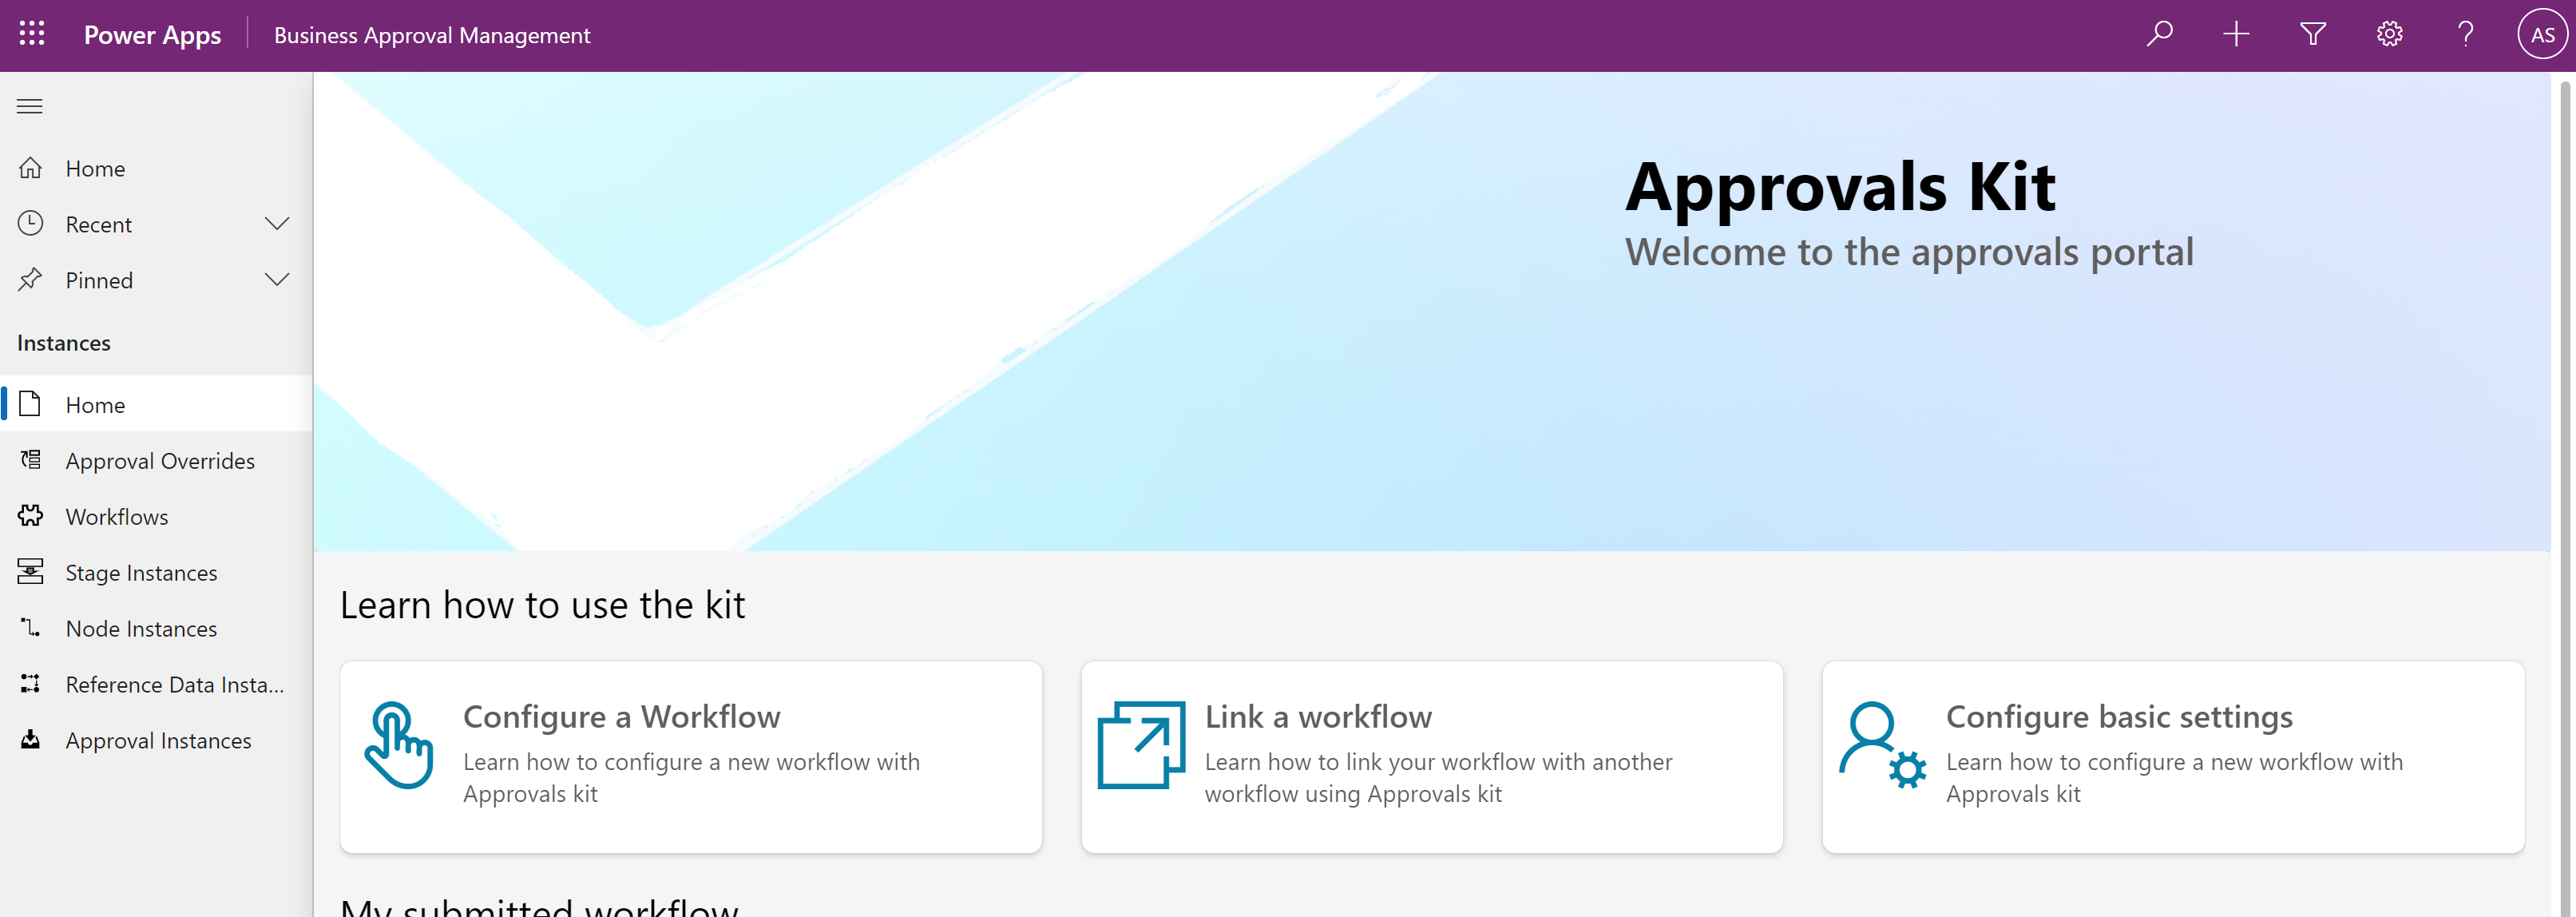 Power Apps
Business Approval Management
AS
Home
Recent
Pinned
Instances
Home
Approval Overrides
Workflows
Stage Instances
Node Instances
Reference Data Insta...
Approval Instances
Approvals Kit
Welcome to the approvals portal
Learn how to use the kit
Configure a Workflow
Learn how to configure a new workflow with
Approvals kit
Link a workflow
Learn how to link your workflow with another
workflow using Approvals kit
Configure basic settings
Learn how to configure a new workflow with
Approvals kit
My submitted workflow